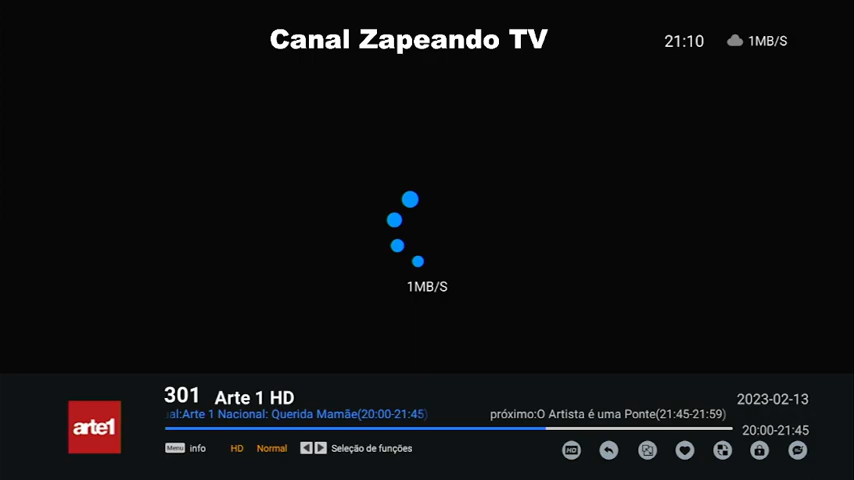 Canal Zapeando TV
21:10
1MB/S
1MB/S
301 Arte 1 HD
2023-02-13
al:Arte 1 Nacional: Querida Mamãe(20:00-21:45)
próximo:O Artista é uma Ponte(21:45-21:59)
arte1
20:00-21:45
Menu info HD Normal Seleção de funções
HD